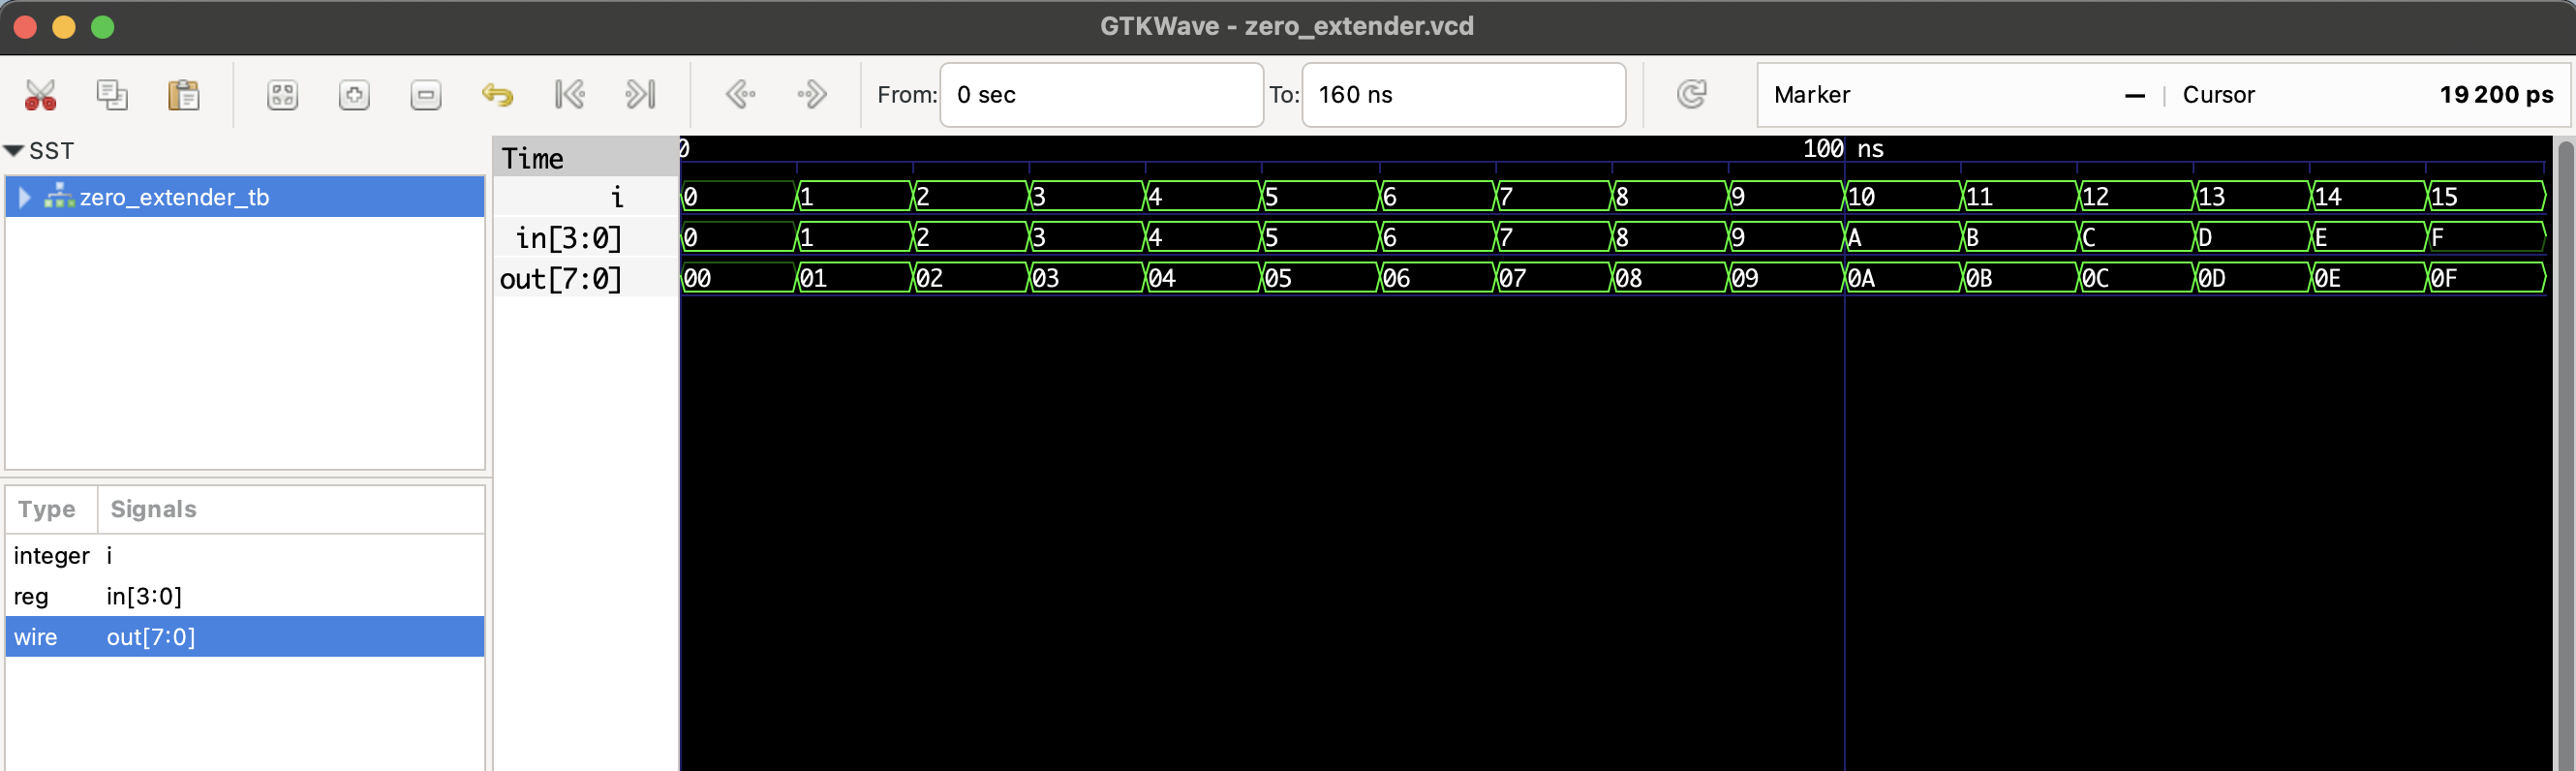 GTKWave - zero_extender.vcd
From: 0 sec To: 160 ns Marker — | Cursor 19 200 ps
SST
zero_extender_tb
Type Signals
integer i
reg in[3:0]
wire out[7:0]
Time 0 100 ns
i 0 1 2 3 4 5 6 7 8 9 10 11 12 13 14 15
in[3:0] 0 1 2 3 4 5 6 7 8 9 A B C D E F
out[7:0] 00 01 02 03 04 05 06 07 08 09 0A 0B 0C 0D 0E 0F